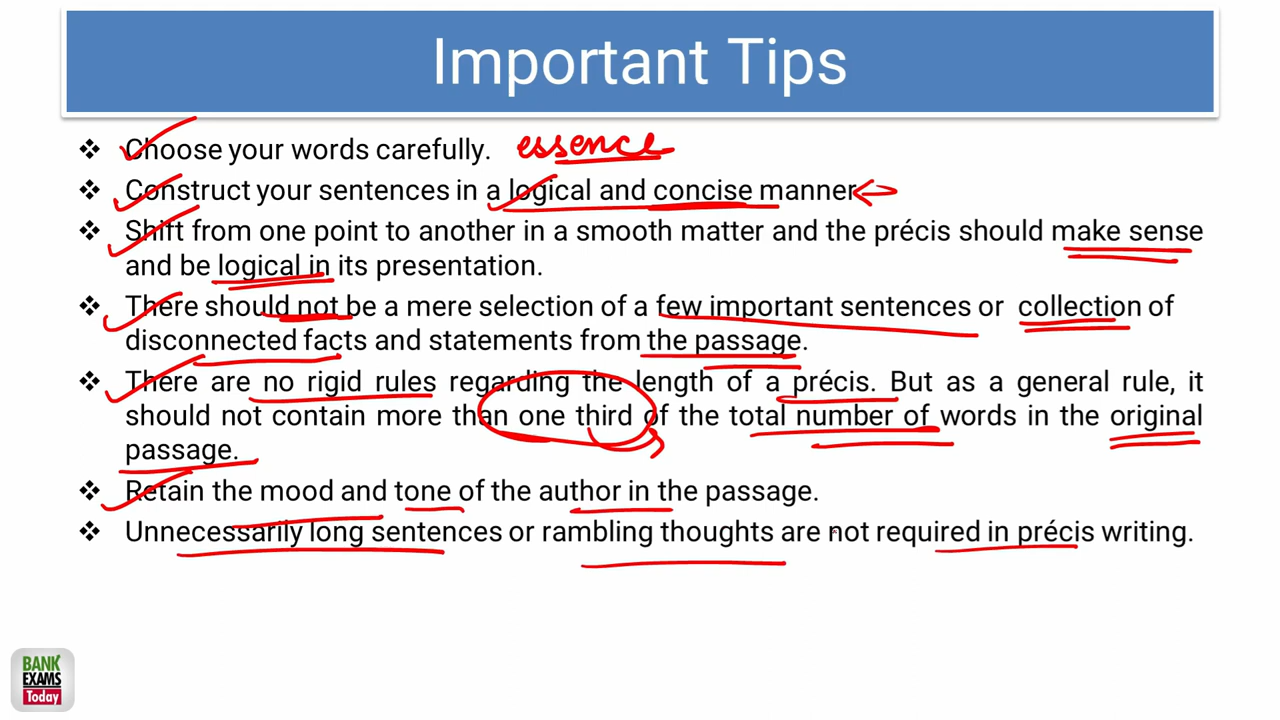 Important Tips
❖ Choose your words carefully. essence
❖ Construct your sentences in a logical and concise manner
❖ Shift from one point to another in a smooth matter and the précis should make sense
and be logical in its presentation.
❖ There should not be a mere selection of a few important sentences or collection of
disconnected facts and statements from the passage.
❖ There are no rigid rules regarding the length of a précis. But as a general rule, it
should not contain more than one third of the total number of words in the original
passage.
❖ Retain the mood and tone of the author in the passage.
❖ Unnecessarily long sentences or rambling thoughts are not required in précis writing.
BANK
EXAMS
Today